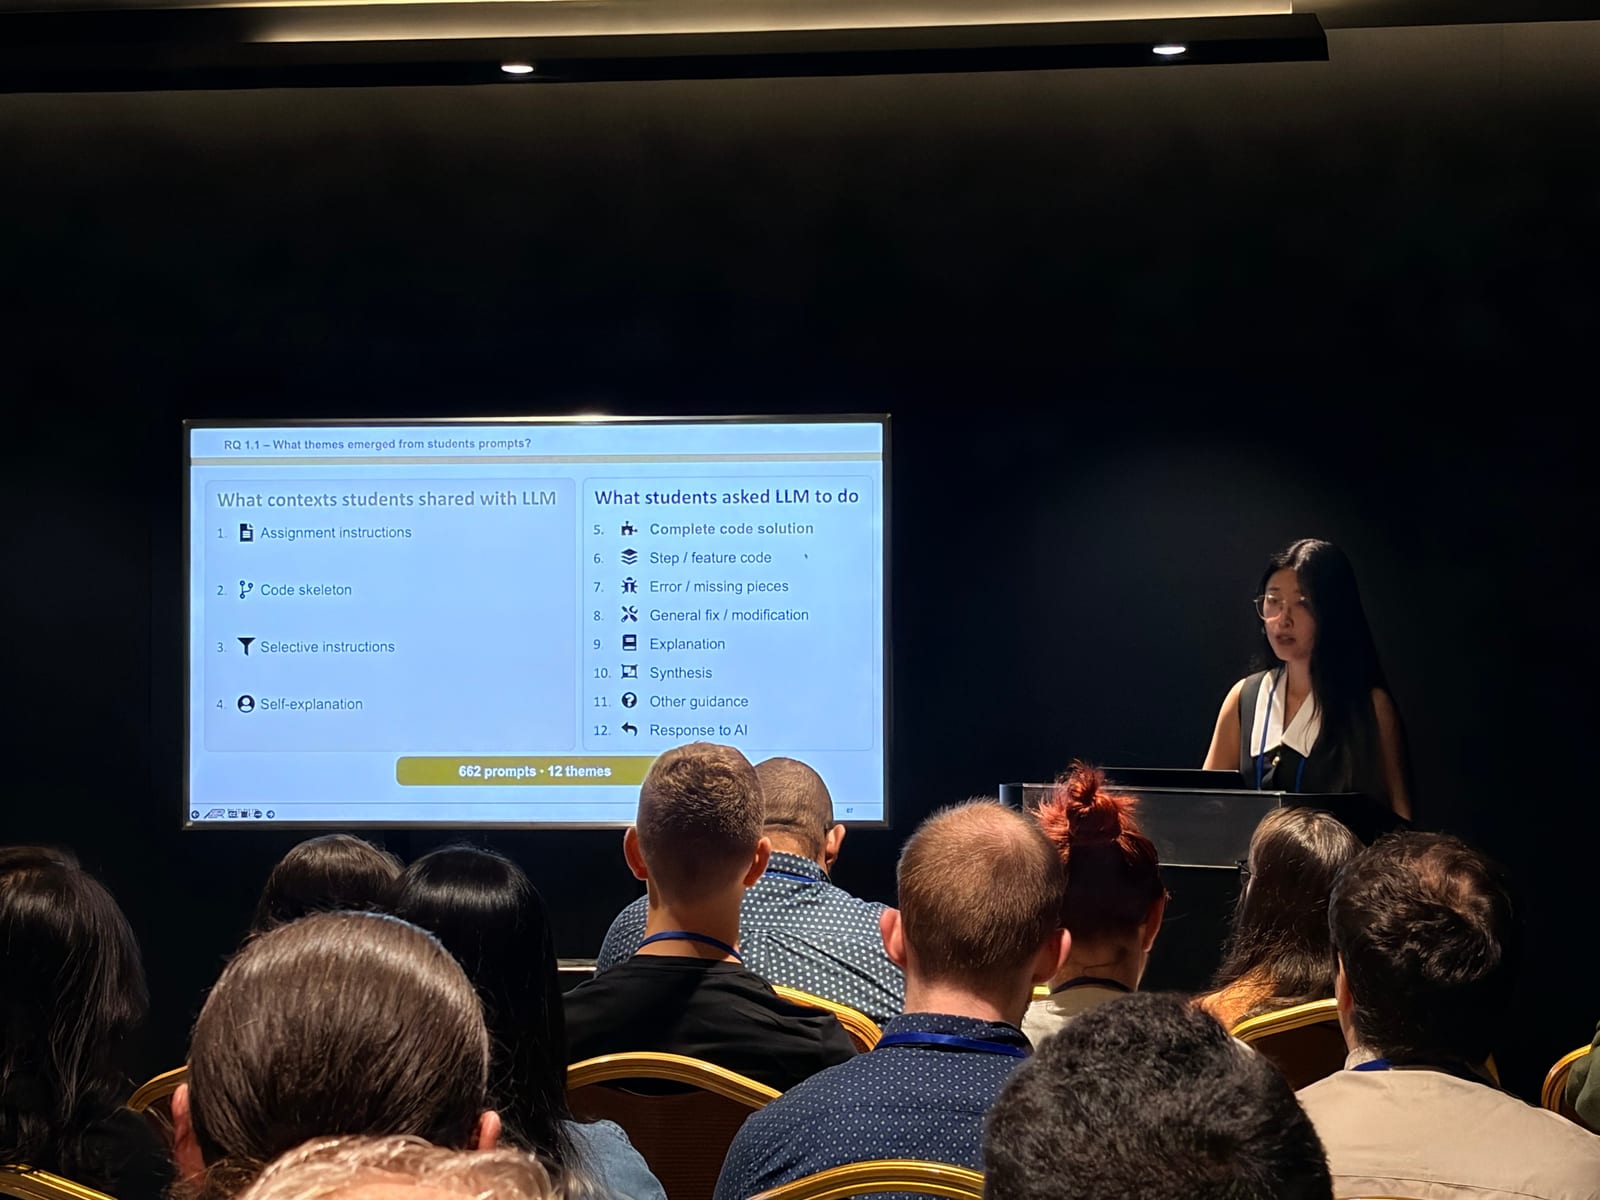 RQ 1.1 – What themes emerged from students prompts?
What contexts students shared with LLM
1. Assignment instructions
2. Code skeleton
3. Selective instructions
4. Self-explanation
What students asked LLM to do
5. Complete code solution
6. Step / feature code
7. Error / missing pieces
8. General fix / modification
9. Explanation
10. Synthesis
11. Other guidance
12. Response to AI
662 prompts · 12 themes